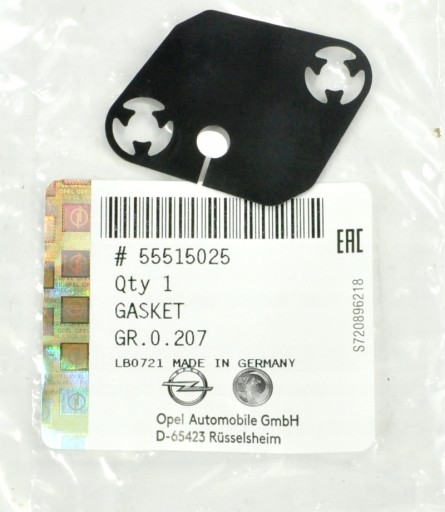 # 55515025
Qty 1
GASKET
GR.0.207
LB0721 MADE IN GERMANY
Opel Automobile GmbH
D-65423 Rüsselsheim
EAC
S720896218